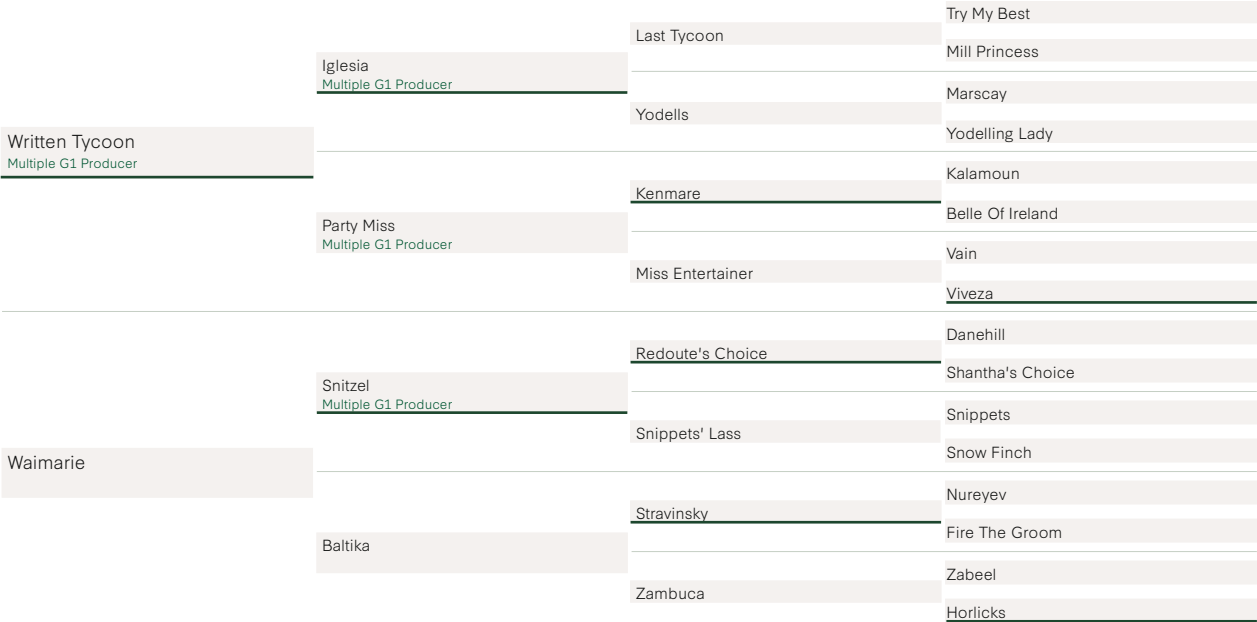 Written Tycoon
Multiple G1 Producer
Waimarie
Iglesia
Multiple G1 Producer
Party Miss
Multiple G1 Producer
Snitzel
Multiple G1 Producer
Baltika
Last Tycoon
Yodells
Kenmare
Miss Entertainer
Redoute's Choice
Snippets' Lass
Stravinsky
Zambuca
Try My Best
Mill Princess
Marscay
Yodelling Lady
Kalamoun
Belle Of Ireland
Vain
Viveza
Danehill
Shantha's Choice
Snippets
Snow Finch
Nureyev
Fire The Groom
Zabeel
Horlicks